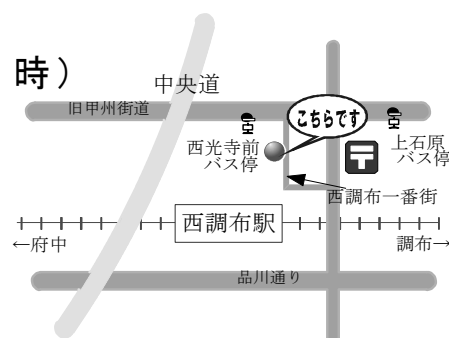 時）
中央道
旧甲州街道
こちらです
西光寺前
バス停
上石原
バス停
西調布一番街
西調布駅
←府中
調布→
品川通り